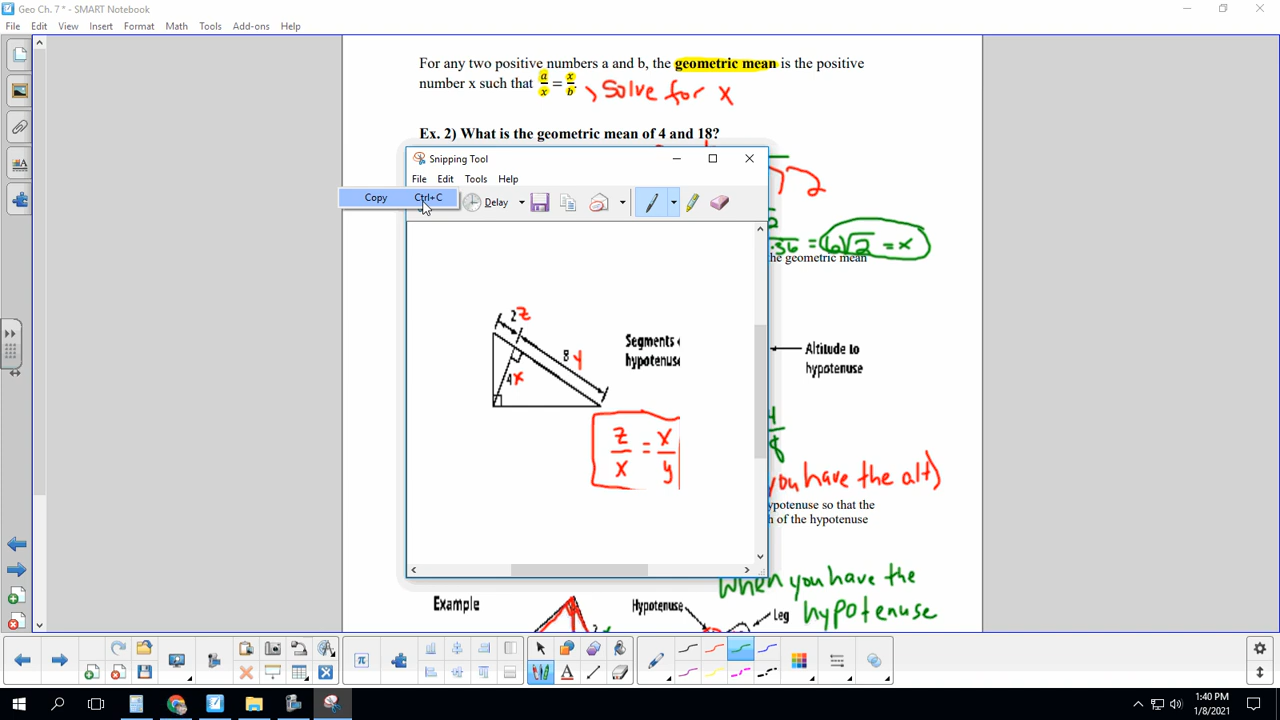 Geo Ch. 7 * - SMART Notebook
File Edit View Insert Format Math Tools Add-ons Help
For any two positive numbers a and b, the geometric mean is the positive
number x such that a/x = x/b. Solve for x
Ex. 2) What is the geometric mean of 4 and 18?
Snipping Tool
File Edit Tools Help
Copy Ctrl+C
Delay
72
36 = 6√2 = x
the geometric mean
2 z
8 y
4 x
Segments
hypotenuse
Altitude to
hypotenuse
z/x = x/y
4
8
you have the alt)
hypotenuse so that the
h of the hypotenuse
When you have the
hypotenuse
Example
Hypotenuse
Leg
π
A
1:40 PM
1/8/2021